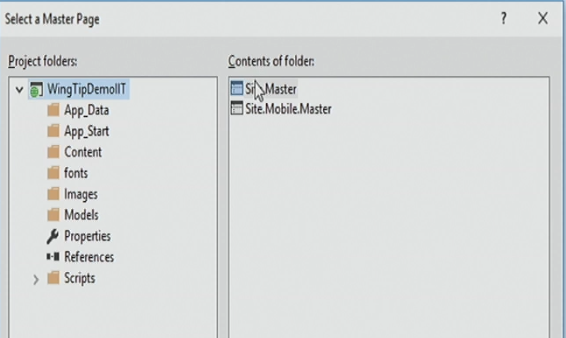 Select a Master Page
? X
Project folders:
Contents of folder:
WingTipDemoIIT
App_Data
App_Start
Content
fonts
Images
Models
Properties
References
Scripts
Site.Master
Site.Mobile.Master